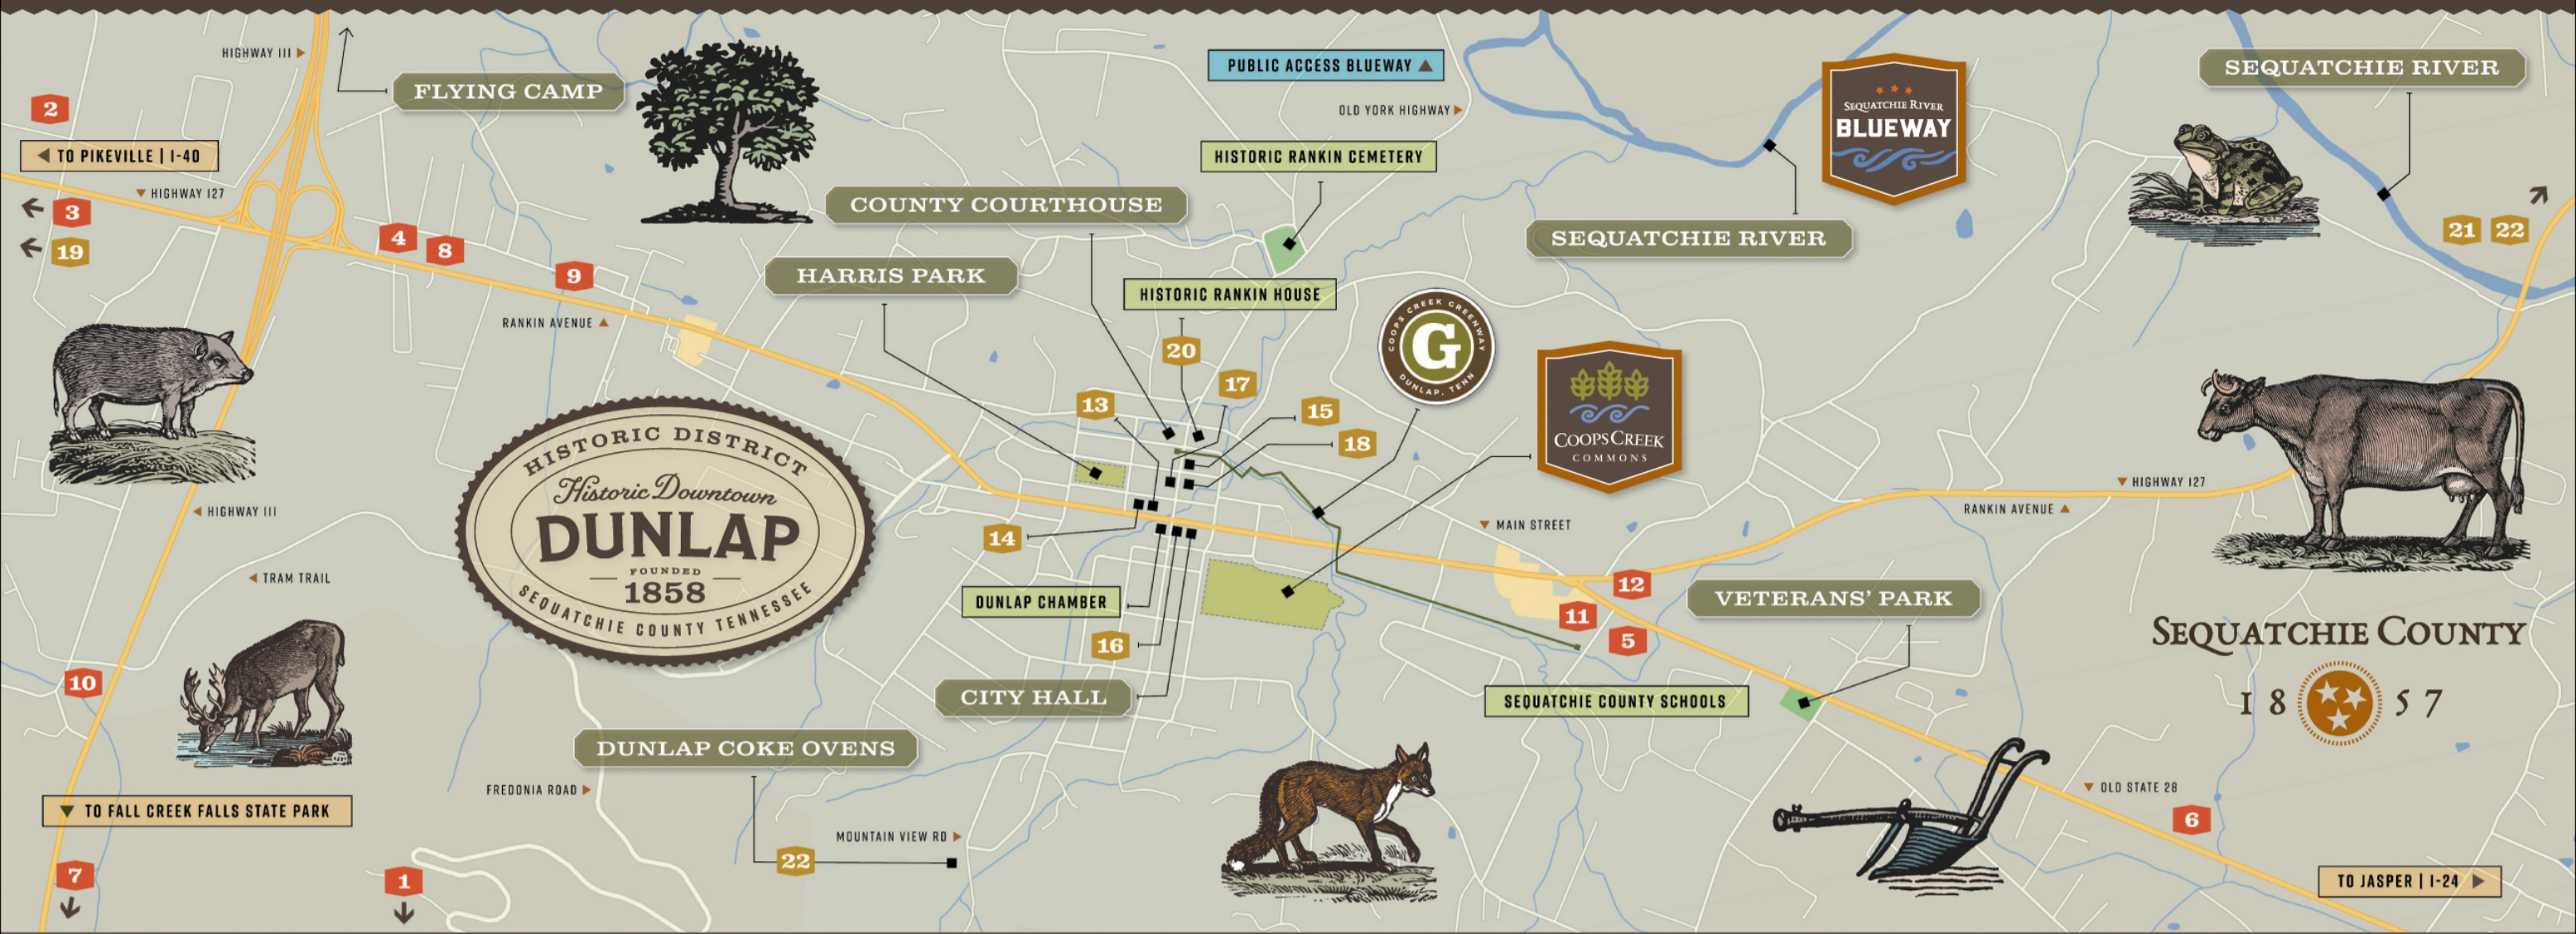 HIGHWAY 111
FLYING CAMP
2
TO PIKEVILLE | I-40
HIGHWAY 127
3
19
4
8
9
RANKIN AVENUE
PUBLIC ACCESS BLUEWAY
OLD YORK HIGHWAY
HISTORIC RANKIN CEMETERY
COUNTY COURTHOUSE
HARRIS PARK
HISTORIC RANKIN HOUSE
SEQUATCHIE RIVER
BLUEWAY
SEQUATCHIE RIVER
SEQUATCHIE RIVER
21
22
20
17
13
15
18
COOPS CREEK GREENWAY
G
DUNLAP, TENN
COOPS CREEK
COMMONS
HISTORIC DISTRICT
Historic Downtown
DUNLAP
FOUNDED
1858
SEQUATCHIE COUNTY TENNESSEE
HIGHWAY 111
TRAM TRAIL
10
14
DUNLAP CHAMBER
16
CITY HALL
MAIN STREET
HIGHWAY 127
RANKIN AVENUE
12
11
5
VETERANS' PARK
SEQUATCHIE COUNTY SCHOOLS
SEQUATCHIE COUNTY
1857
DUNLAP COKE OVENS
FREDONIA ROAD
MOUNTAIN VIEW RD
22
TO FALL CREEK FALLS STATE PARK
7
1
OLD STATE 28
6
TO JASPER | I-24